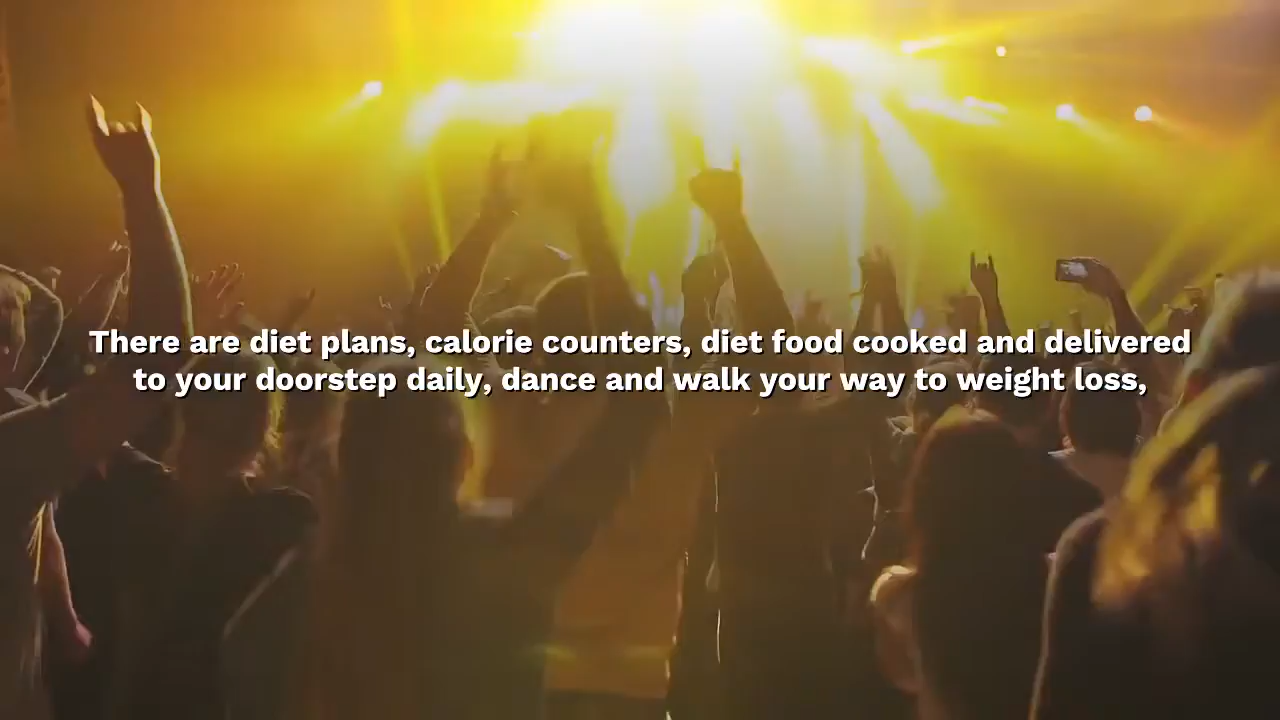 There are diet plans, calorie counters, diet food cooked and delivered
to your doorstep daily, dance and walk your way to weight loss,